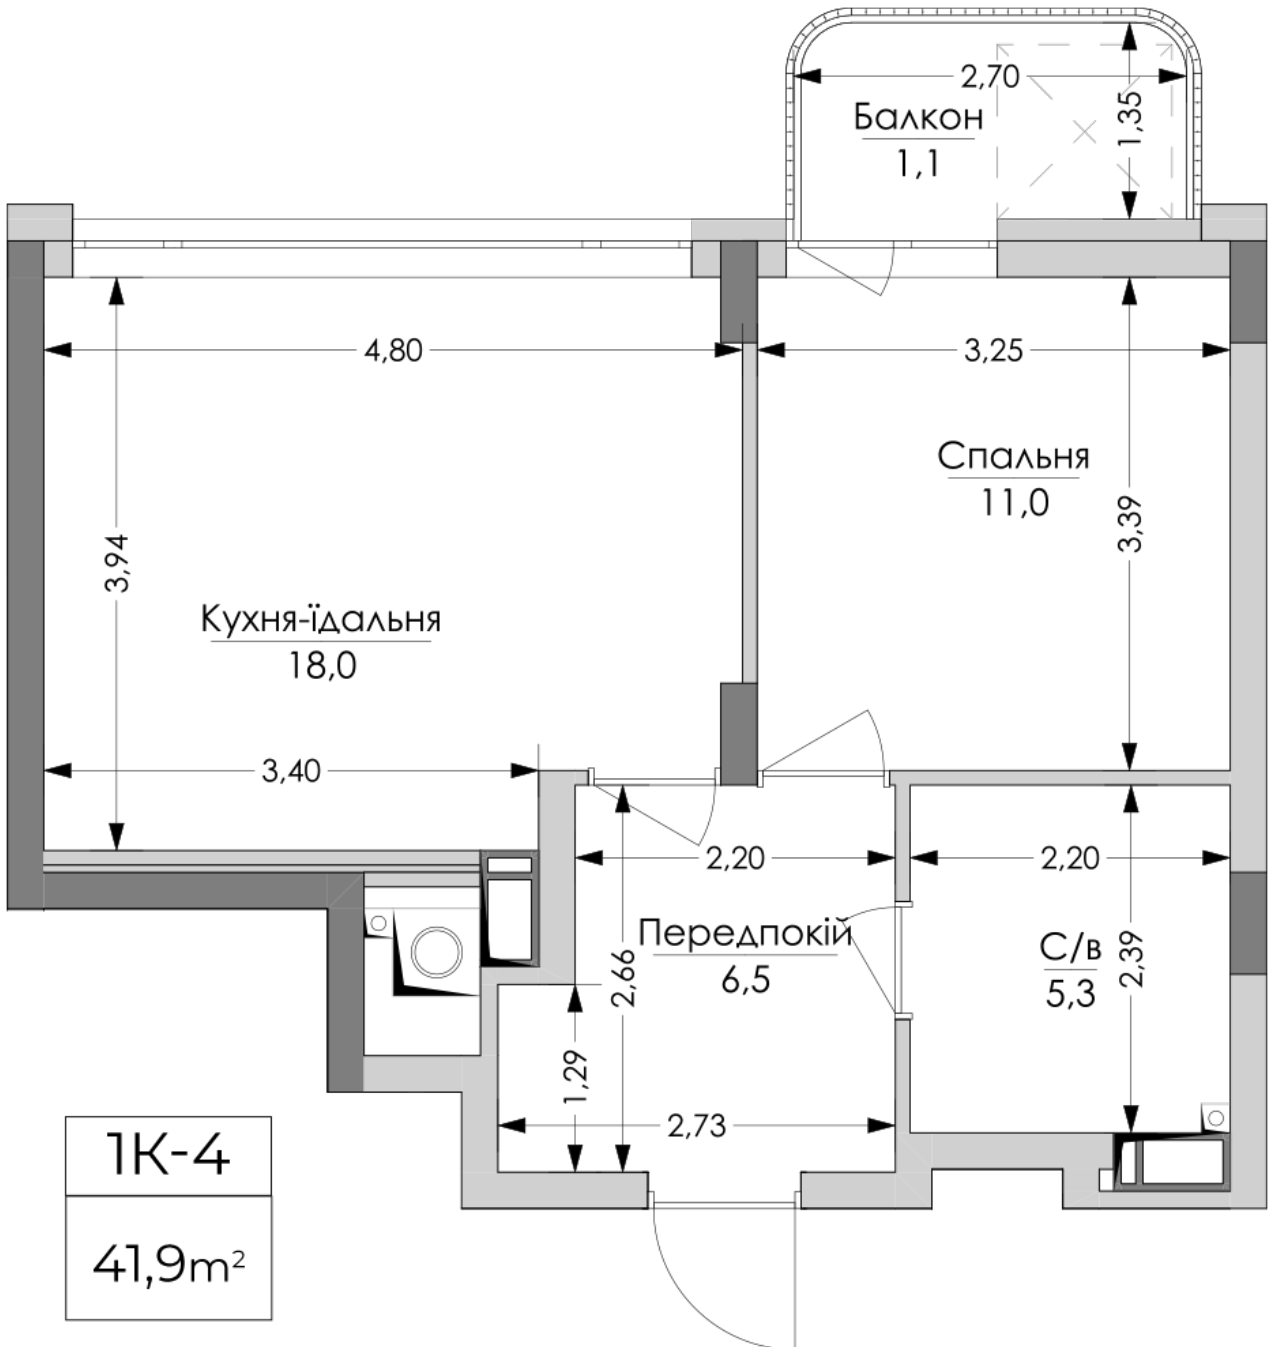 2,70
1,35
Балкон
1,1
4,80
3,25
Спальня
11,0
3,39
3,94
Кухня-їдальня
18,0
3,40
2,20
2,20
Передпокій
6,5
2,66
С/в
5,3
2,39
1,29
2,73
1К-4
41,9m²